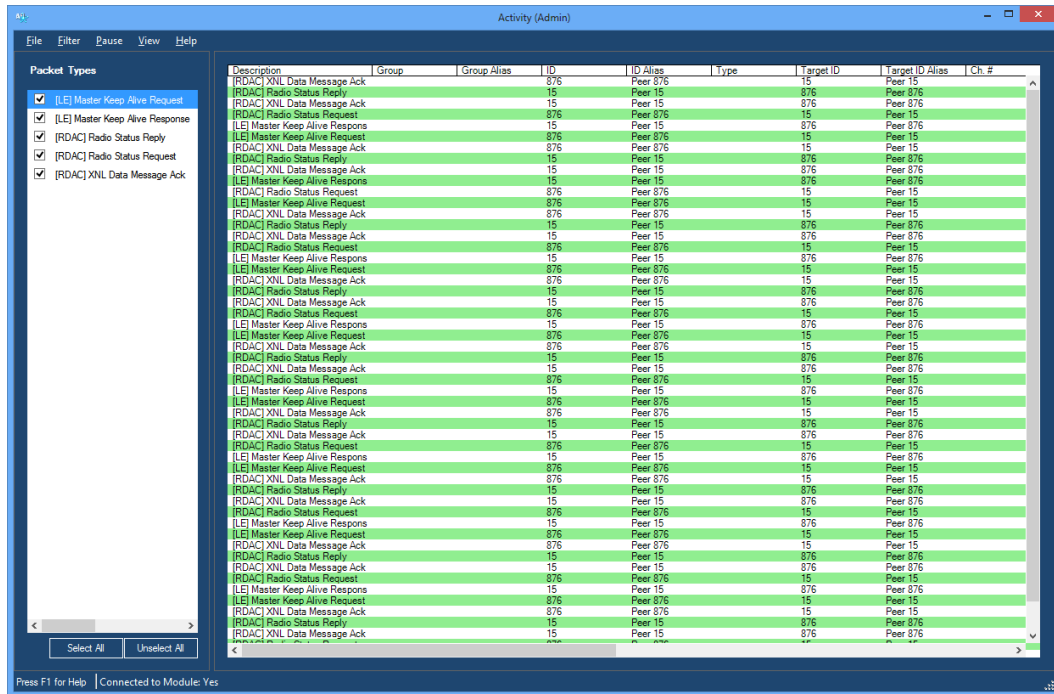 Activity (Admin)
File Filter Pause View Help
Packet Types
[LE] Master Keep Alive Request
[LE] Master Keep Alive Response
[RDAC] Radio Status Reply
[RDAC] Radio Status Request
[RDAC] XNL Data Message Ack
Select All Unselect All
Description Group Group Alias ID ID Alias Type Target ID Target ID Alias Ch. #
[RDAC] XNL Data Message Ack 876 Peer 876 15 Peer 15
[RDAC] Radio Status Reply 15 Peer 15 876 Peer 876
[RDAC] XNL Data Message Ack 15 Peer 15 876 Peer 876
[RDAC] Radio Status Request 876 Peer 876 15 Peer 15
[LE] Master Keep Alive Respons 15 Peer 15 876 Peer 876
[LE] Master Keep Alive Request 876 Peer 876 15 Peer 15
[RDAC] XNL Data Message Ack 876 Peer 876 15 Peer 15
[RDAC] Radio Status Reply 15 Peer 15 876 Peer 876
[RDAC] XNL Data Message Ack 15 Peer 15 876 Peer 876
[LE] Master Keep Alive Respons 15 Peer 15 876 Peer 876
[RDAC] Radio Status Request 876 Peer 876 15 Peer 15
[LE] Master Keep Alive Request 876 Peer 876 15 Peer 15
[RDAC] XNL Data Message Ack 876 Peer 876 15 Peer 15
[RDAC] Radio Status Reply 15 Peer 15 876 Peer 876
[RDAC] XNL Data Message Ack 15 Peer 15 876 Peer 876
[RDAC] Radio Status Request 876 Peer 876 15 Peer 15
[LE] Master Keep Alive Respons 15 Peer 15 876 Peer 876
[LE] Master Keep Alive Request 876 Peer 876 15 Peer 15
[RDAC] XNL Data Message Ack 876 Peer 876 15 Peer 15
[RDAC] Radio Status Reply 15 Peer 15 876 Peer 876
[RDAC] XNL Data Message Ack 15 Peer 15 876 Peer 876
[RDAC] Radio Status Request 876 Peer 876 15 Peer 15
[LE] Master Keep Alive Respons 15 Peer 15 876 Peer 876
[LE] Master Keep Alive Request 876 Peer 876 15 Peer 15
[RDAC] XNL Data Message Ack 876 Peer 876 15 Peer 15
[RDAC] Radio Status Reply 15 Peer 15 876 Peer 876
[RDAC] XNL Data Message Ack 15 Peer 15 876 Peer 876
[RDAC] Radio Status Request 876 Peer 876 15 Peer 15
[LE] Master Keep Alive Respons 15 Peer 15 876 Peer 876
[LE] Master Keep Alive Request 876 Peer 876 15 Peer 15
[RDAC] XNL Data Message Ack 876 Peer 876 15 Peer 15
[RDAC] Radio Status Reply 15 Peer 15 876 Peer 876
[RDAC] XNL Data Message Ack 15 Peer 15 876 Peer 876
[RDAC] Radio Status Request 876 Peer 876 15 Peer 15
[LE] Master Keep Alive Respons 15 Peer 15 876 Peer 876
[LE] Master Keep Alive Request 876 Peer 876 15 Peer 15
[RDAC] XNL Data Message Ack 876 Peer 876 15 Peer 15
[RDAC] Radio Status Reply 15 Peer 15 876 Peer 876
[RDAC] XNL Data Message Ack 15 Peer 15 876 Peer 876
[RDAC] Radio Status Request 876 Peer 876 15 Peer 15
[LE] Master Keep Alive Respons 15 Peer 15 876 Peer 876
[LE] Master Keep Alive Request 876 Peer 876 15 Peer 15
[RDAC] XNL Data Message Ack 876 Peer 876 15 Peer 15
[RDAC] Radio Status Reply 15 Peer 15 876 Peer 876
[RDAC] XNL Data Message Ack 15 Peer 15 876 Peer 876
[RDAC] Radio Status Request 876 Peer 876 15 Peer 15
[LE] Master Keep Alive Respons 15 Peer 15 876 Peer 876
[LE] Master Keep Alive Request 876 Peer 876 15 Peer 15
[RDAC] XNL Data Message Ack 876 Peer 876 15 Peer 15
[RDAC] Radio Status Reply 15 Peer 15 876 Peer 876
[RDAC] XNL Data Message Ack 15 Peer 15 876 Peer 876
Press F1 for Help Connected to Module: Yes